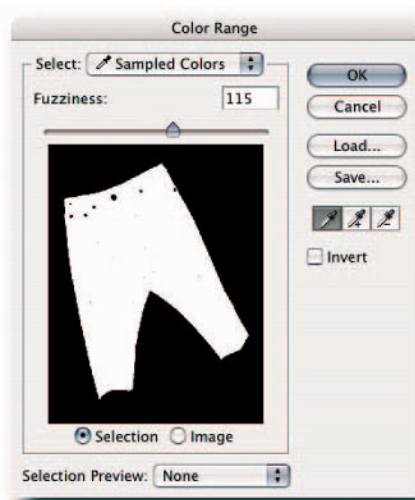 Color Range
Select: Sampled Colors
Fuzziness: 115
Selection Image
Selection Preview: None
OK
Cancel
Load...
Save...
Invert